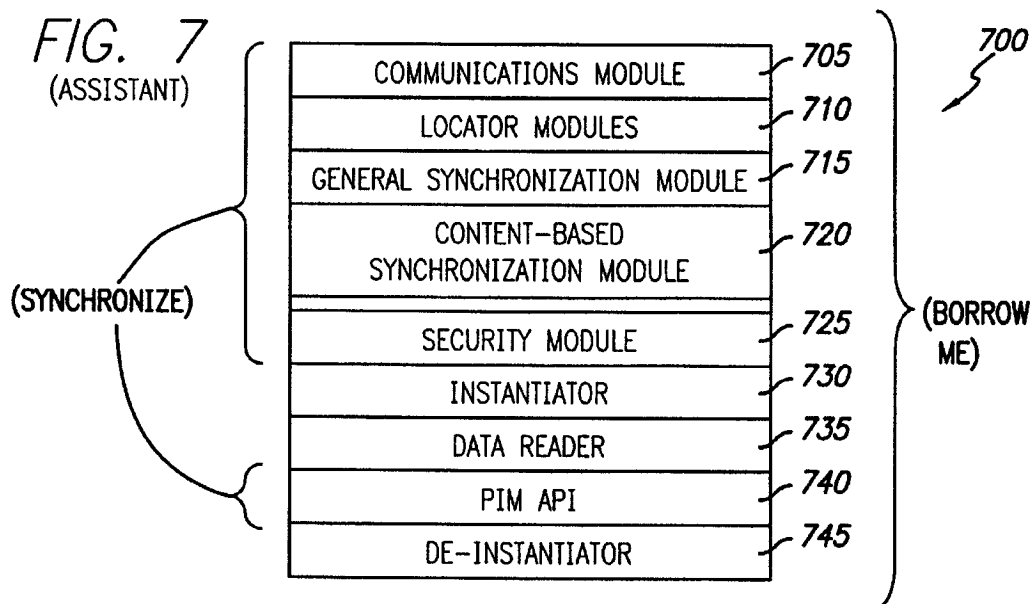 FIG. 7
(ASSISTANT)
700
COMMUNICATIONS MODULE 705
LOCATOR MODULES 710
GENERAL SYNCHRONIZATION MODULE 715
CONTENT-BASED
SYNCHRONIZATION MODULE 720
(SYNCHRONIZE)
SECURITY MODULE 725
(BORROW
ME)
INSTANTIATOR 730
DATA READER 735
PIM API 740
DE-INSTANTIATOR 745